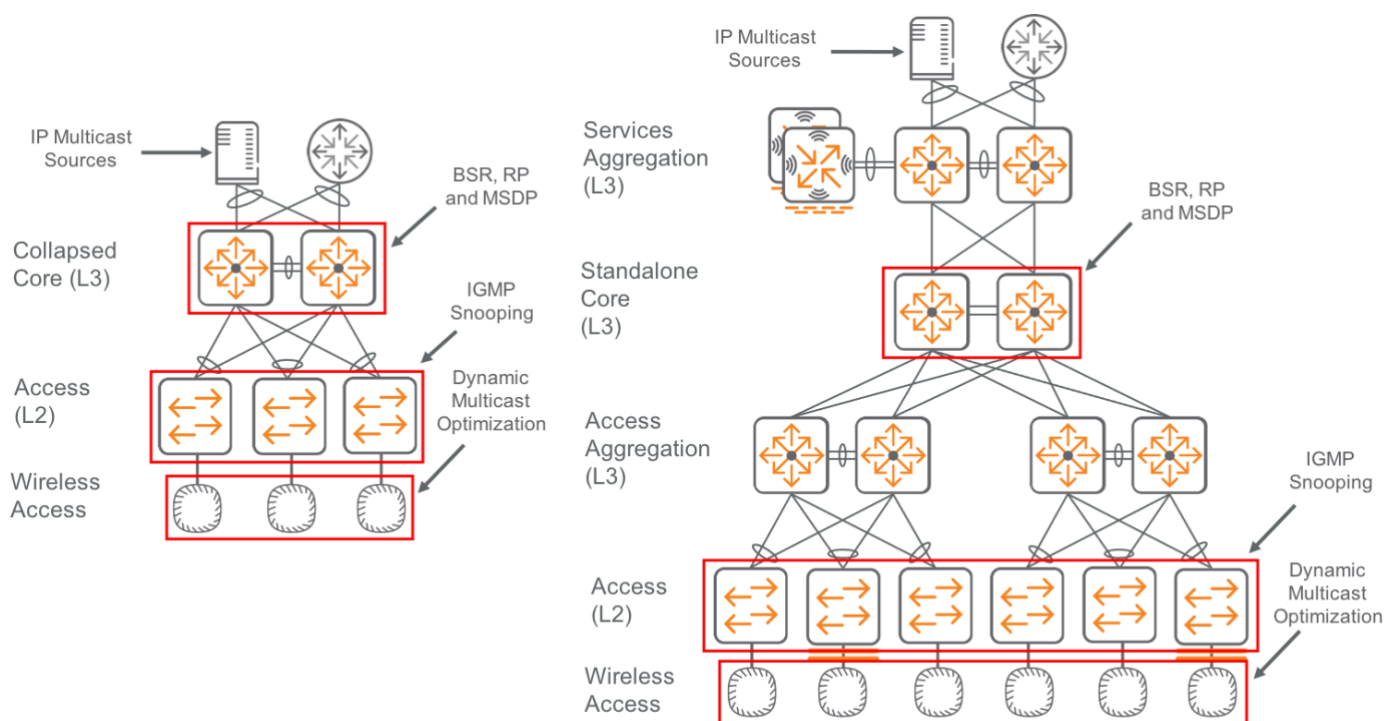 IP Multicast
Sources
BSR, RP
and MSDP
Collapsed
Core (L3)
IGMP
Snooping
Access
(L2)
Dynamic
Multicast
Optimization
Wireless
Access
IP Multicast
Sources
Services
Aggregation
(L3)
BSR, RP
and MSDP
Standalone
Core
(L3)
Access
Aggregation
(L3)
IGMP
Snooping
Access
(L2)
Dynamic
Multicast
Optimization
Wireless
Access